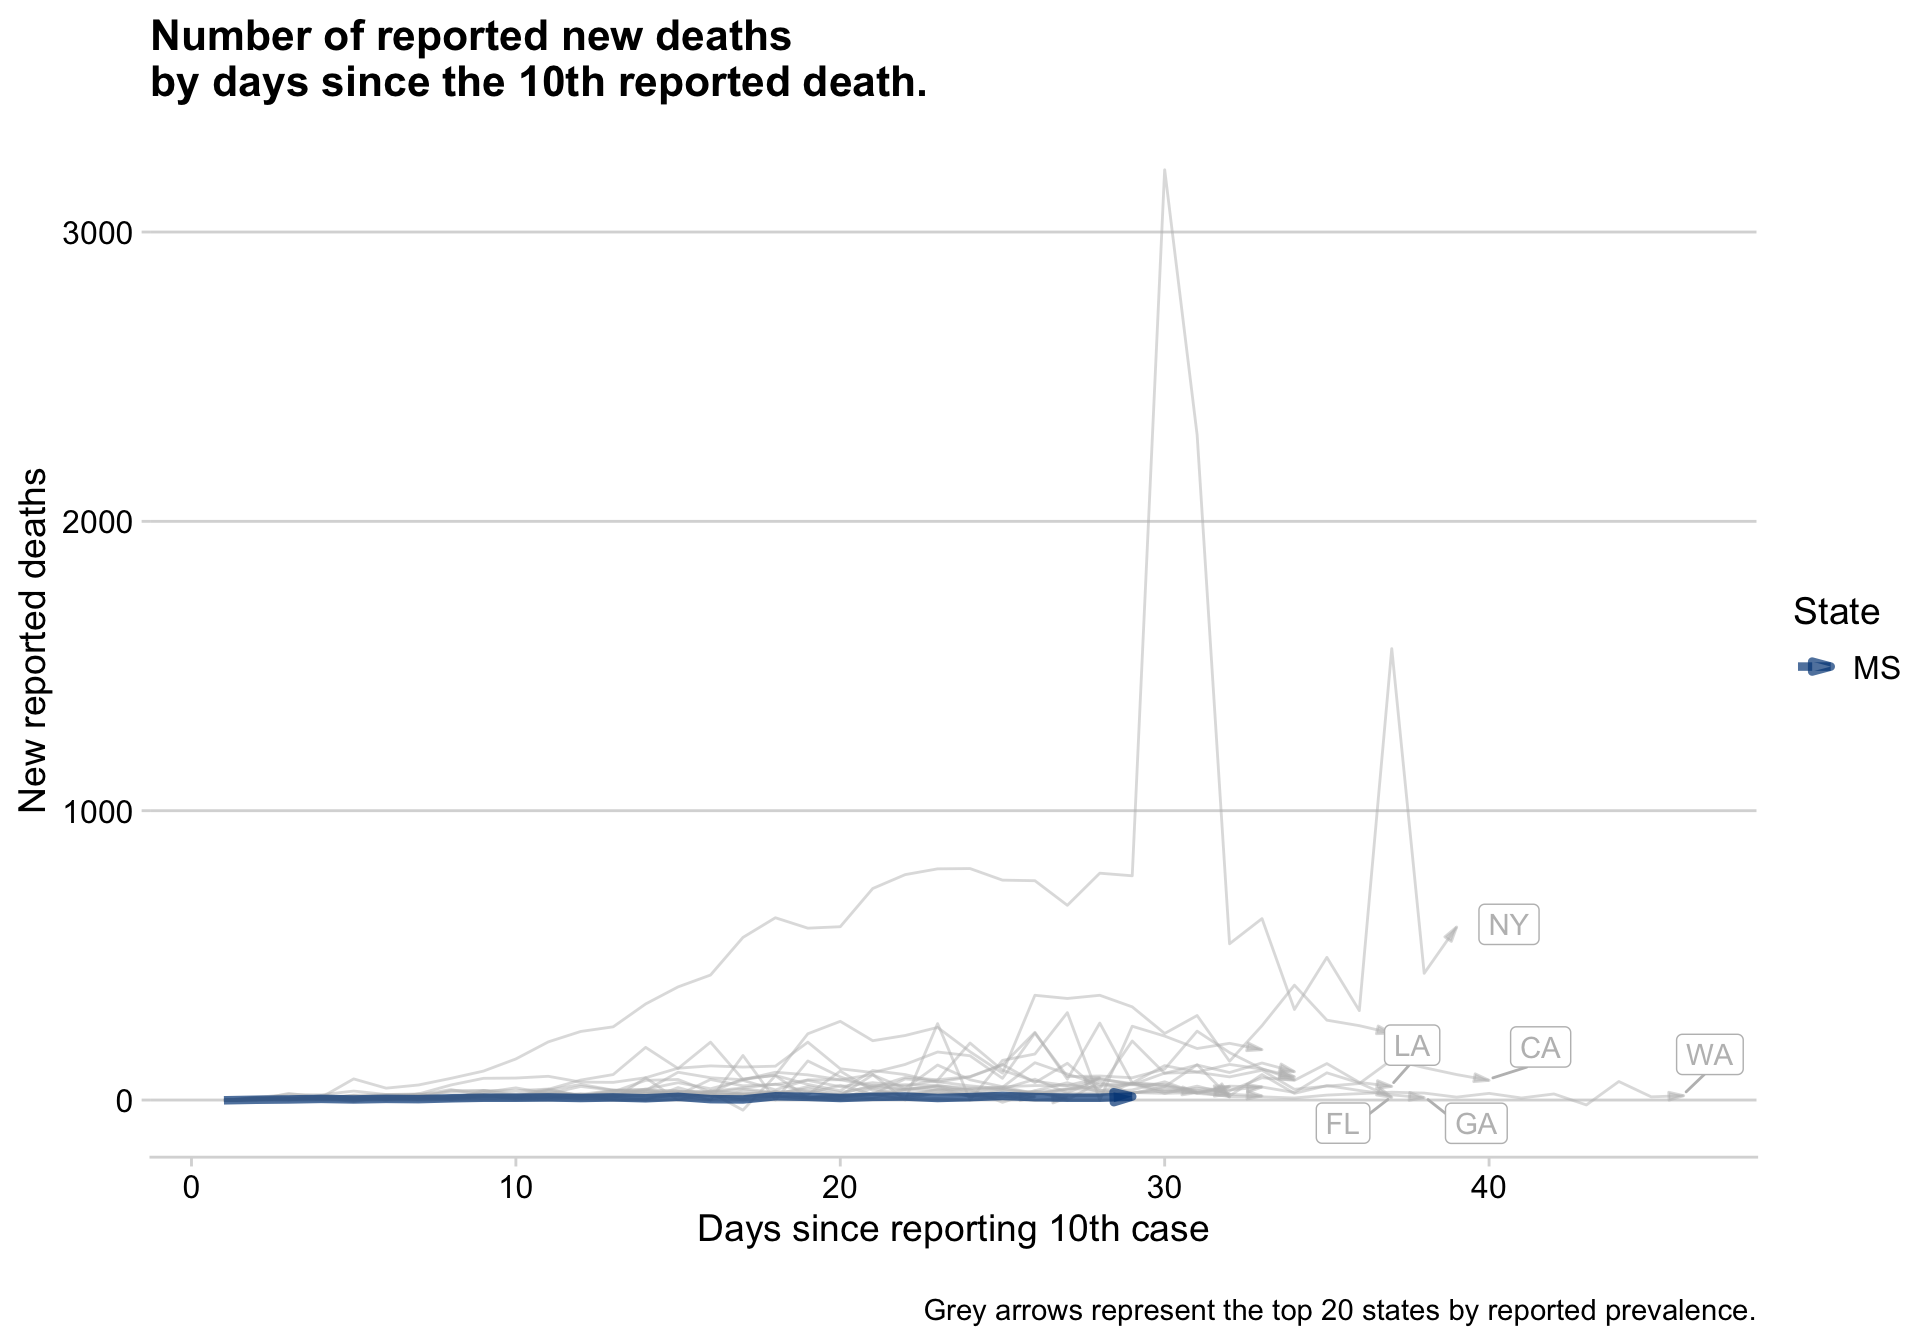 Number of reported new deaths
by days since the 10th reported death.
3000
2000
1000
0
New reported deaths
NY
LA
CA
WA
FL
GA
State
MS
0
10
20
30
40
Days since reporting 10th case
Grey arrows represent the top 20 states by reported prevalence.